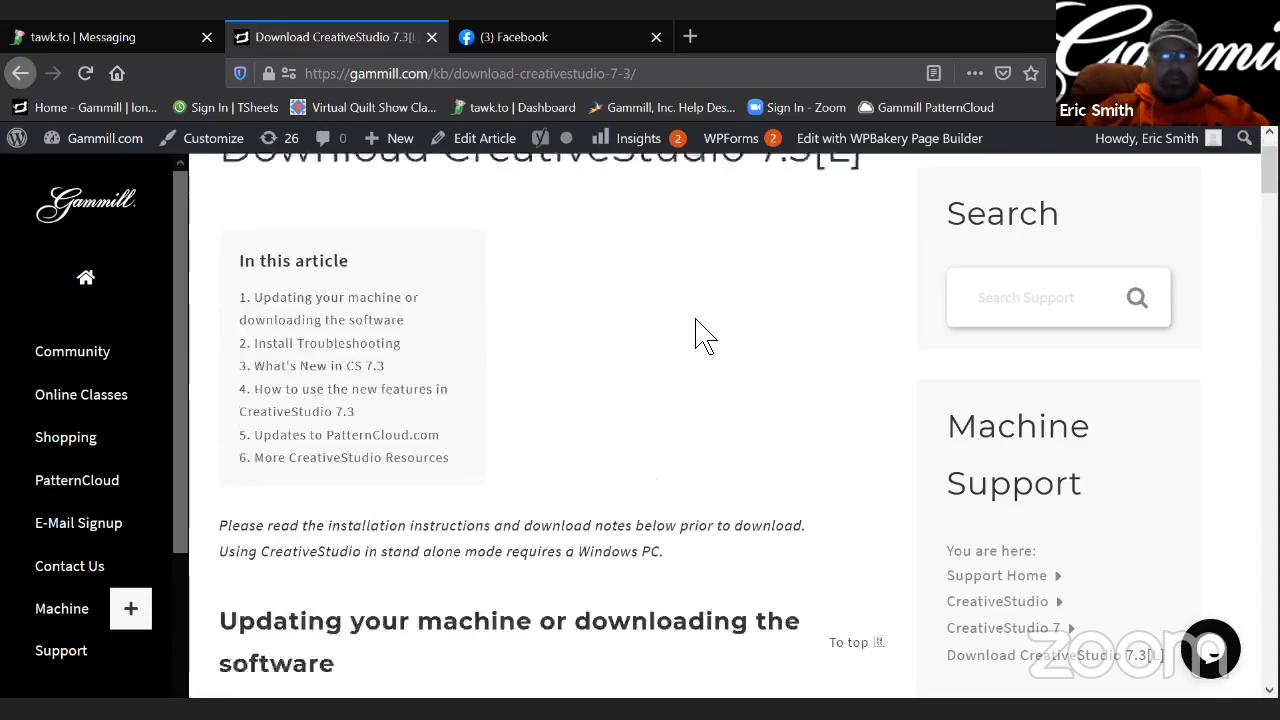 tawk.to | Messaging
Download CreativeStudio 7.3[L]
(3) Facebook
https://gammill.com/kb/download-creativestudio-7-3/
Home - Gammill | lon...
Sign In | TSheets
Virtual Quilt Show Cla...
tawk.to | Dashboard
Gammill, Inc. Help Des...
Sign In - Zoom
Gammill PatternCloud
Gammill
Eric Smith
Gammill.com
Customize
26
0
New
Edit Article
Insights 2
WPForms 2
Edit with WPBakery Page Builder
Howdy, Eric Smith
Gammill
Community
Online Classes
Shopping
PatternCloud
E-Mail Signup
Contact Us
Machine
Support
Download CreativeStudio 7.3[L]
In this article
1. Updating your machine or
downloading the software
2. Install Troubleshooting
3. What's New in CS 7.3
4. How to use the new features in
CreativeStudio 7.3
5. Updates to PatternCloud.com
6. More CreativeStudio Resources
Please read the installation instructions and download notes below prior to download.
Using CreativeStudio in stand alone mode requires a Windows PC.
Updating your machine or downloading the
software
To top
Search
Search Support
Machine
Support
You are here:
Support Home
CreativeStudio
CreativeStudio 7
Download CreativeStudio 7.3[L]
zoom